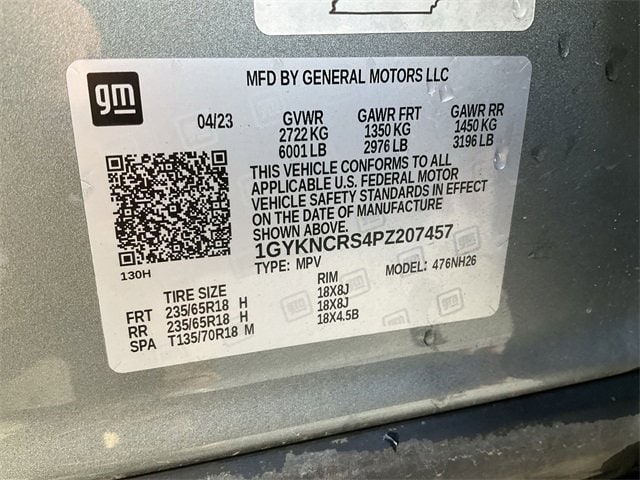 gm
MFD BY GENERAL MOTORS LLC
04/23 GVWR GAWR FRT GAWR RR
2722 KG 1350 KG 1450 KG
6001 LB 2976 LB 3196 LB
THIS VEHICLE CONFORMS TO ALL
APPLICABLE U.S. FEDERAL MOTOR
VEHICLE SAFETY STANDARDS IN EFFECT
ON THE DATE OF MANUFACTURE
SHOWN ABOVE.
1GYKNCRS4PZ207457
TYPE: MPV MODEL: 476NH26
130H
TIRE SIZE RIM
FRT 235/65R18 H 18X8J
RR 235/65R18 H 18X8J
SPA T135/70R18 M 18X4.5B